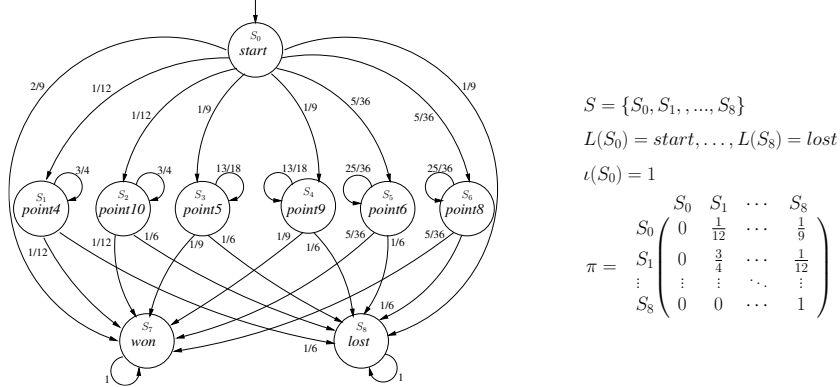 S0
start
2/9
1/9
1/12
1/12
1/9
1/9
5/36
5/36
3/4
3/4
13/18
13/18
25/36
25/36
S1
point4
S2
point10
S3
point5
S4
point9
S5
point6
S6
point8
1/12
1/12
1/6
1/9
1/6
1/9
1/6
5/36
1/6
5/36
1/6
1/6
S7
won
S8
lost
1
1
S = {S0, S1, , ..., S8}
L(S0) = start, . . . , L(S8) = lost
ι(S0) = 1
S0 S1 ⋯ S8
S0 0 1/12 ⋯ 1/9
π = S1 0 3/4 ⋯ 1/12
⋮ ⋮ ⋮ ⋱ ⋮
S8 0 0 ⋯ 1